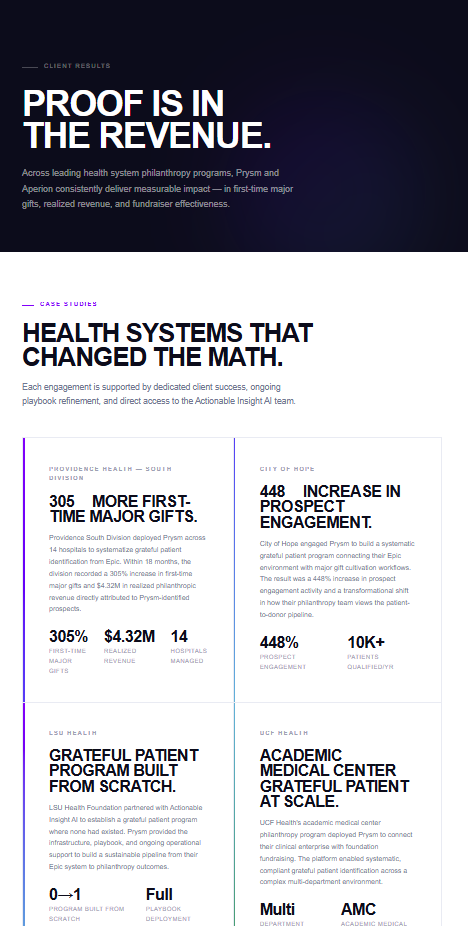 CLIENT RESULTS
PROOF IS IN
THE REVENUE.
Across leading health system philanthropy programs, Prysm and
Aperion consistently deliver measurable impact — in first-time major
gifts, realized revenue, and fundraiser effectiveness.
CASE STUDIES
HEALTH SYSTEMS THAT
CHANGED THE MATH.
Each engagement is supported by dedicated client success, ongoing
playbook refinement, and direct access to the Actionable Insight AI team.
PROVIDENCE HEALTH — SOUTH
DIVISION
305 MORE FIRST-
TIME MAJOR GIFTS.
Providence South Division deployed Prysm across
14 hospitals to systematize grateful patient
identification from Epic. Within 18 months, the
division recorded a 305% increase in first-time
major gifts and $4.32M in realized philanthropic
revenue directly attributed to Prysm-identified
prospects.
305%
FIRST-TIME
MAJOR
GIFTS
$4.32M
REALIZED
REVENUE
14
HOSPITALS
MANAGED
CITY OF HOPE
448 INCREASE IN
PROSPECT
ENGAGEMENT.
City of Hope engaged Prysm to build a systematic
grateful patient program connecting their Epic
environment with major gift cultivation workflows.
The result was a 448% increase in prospect
engagement activity and a transformational shift
in how their philanthropy team views the patient-
to-donor pipeline.
448%
PROSPECT
ENGAGEMENT
10K+
PATIENTS
QUALIFIED/YR
LSU HEALTH
GRATEFUL PATIENT
PROGRAM BUILT
FROM SCRATCH.
LSU Health Foundation partnered with Actionable
Insight AI to establish a grateful patient program
where none had existed. Prysm provided the
infrastructure, playbook, and ongoing operational
support to build a sustainable pipeline from their
Epic system to philanthropy outcomes.
0→1
PROGRAM BUILT FROM
SCRATCH
Full
PLAYBOOK
DEPLOYMENT
UCF HEALTH
ACADEMIC
MEDICAL CENTER
GRATEFUL PATIENT
AT SCALE.
UCF Health's academic medical center
philanthropy program deployed Prysm to connect
their clinical enterprise with foundation
fundraising. The platform enabled systematic,
compliant grateful patient identification across a
complex multi-department environment.
Multi
DEPARTMENT
AMC
ACADEMIC MEDICAL